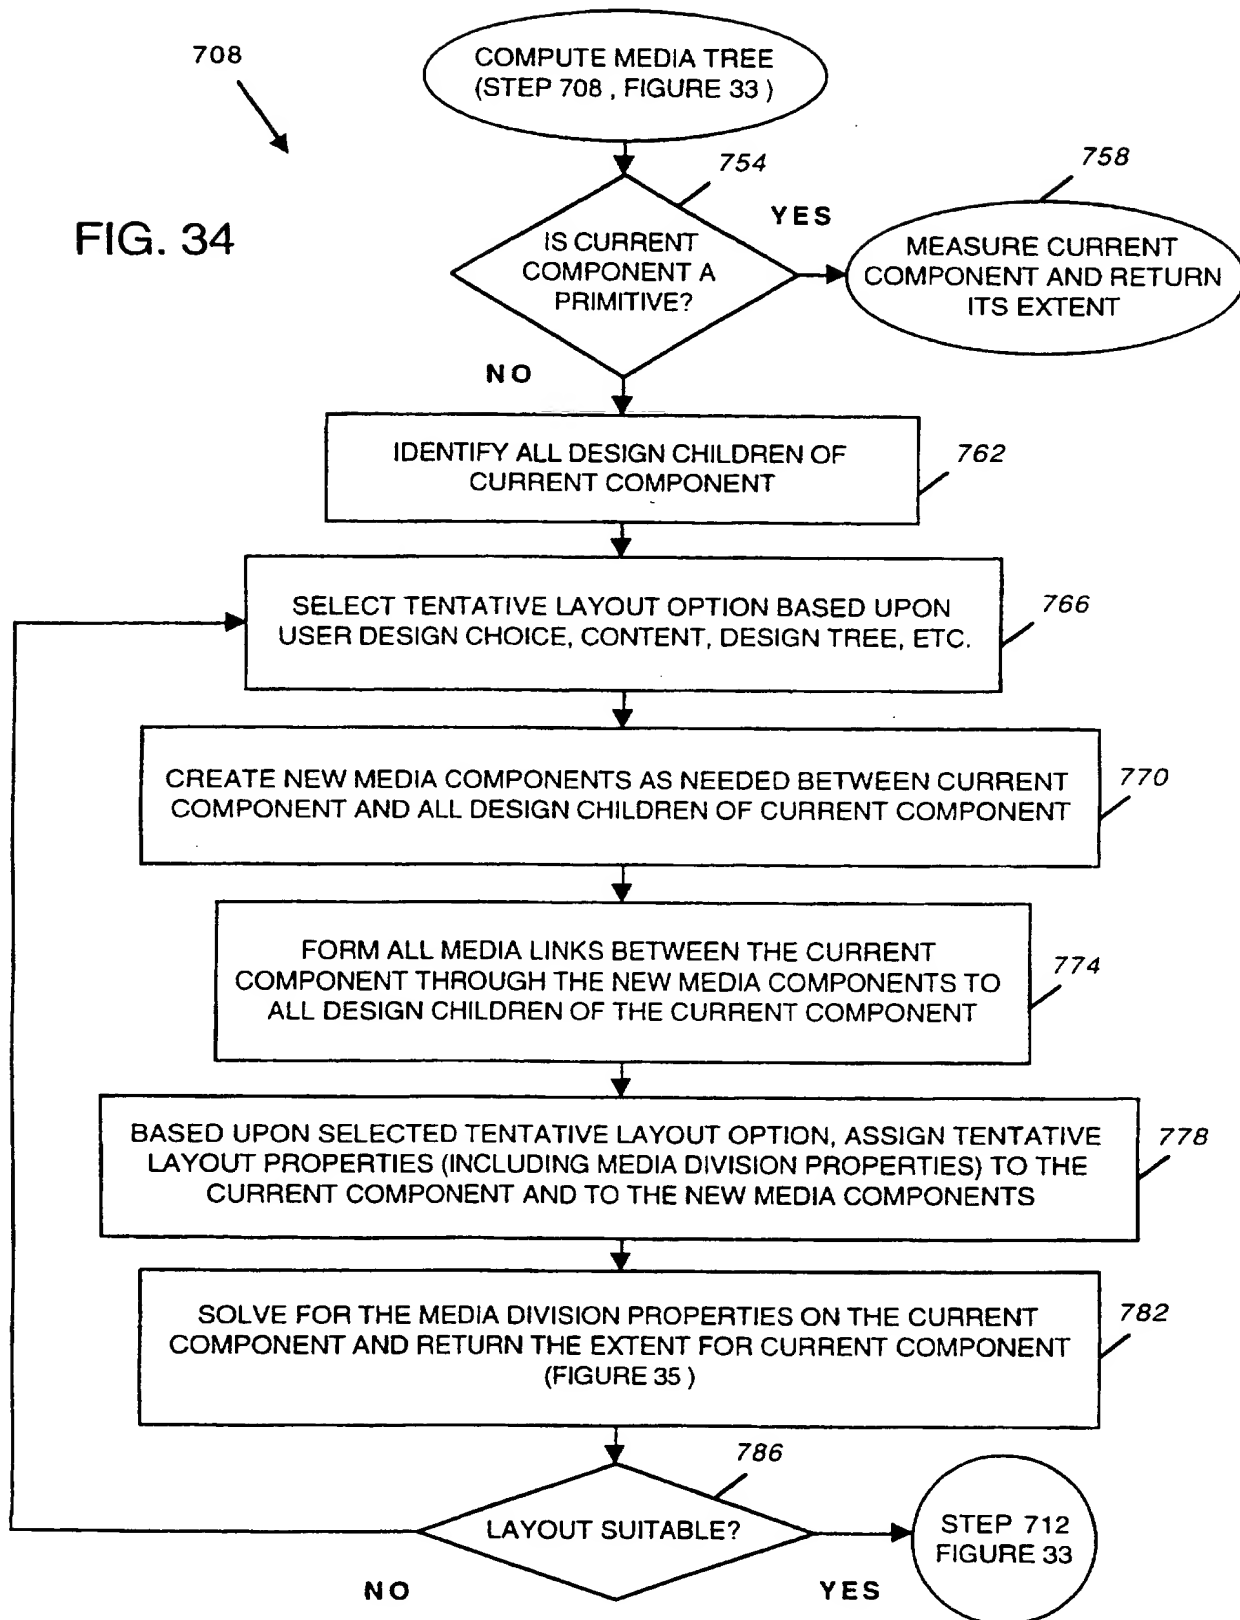 708
COMPUTE MEDIA TREE
(STEP 708 , FIGURE 33 )
FIG. 34
754
IS CURRENT
COMPONENT A
PRIMITIVE?
YES
758
MEASURE CURRENT
COMPONENT AND RETURN
ITS EXTENT
NO
IDENTIFY ALL DESIGN CHILDREN OF
CURRENT COMPONENT
762
SELECT TENTATIVE LAYOUT OPTION BASED UPON
USER DESIGN CHOICE, CONTENT, DESIGN TREE, ETC.
766
CREATE NEW MEDIA COMPONENTS AS NEEDED BETWEEN CURRENT
COMPONENT AND ALL DESIGN CHILDREN OF CURRENT COMPONENT
770
FORM ALL MEDIA LINKS BETWEEN THE CURRENT
COMPONENT THROUGH THE NEW MEDIA COMPONENTS TO
ALL DESIGN CHILDREN OF THE CURRENT COMPONENT
774
BASED UPON SELECTED TENTATIVE LAYOUT OPTION, ASSIGN TENTATIVE
LAYOUT PROPERTIES (INCLUDING MEDIA DIVISION PROPERTIES) TO THE
CURRENT COMPONENT AND TO THE NEW MEDIA COMPONENTS
778
SOLVE FOR THE MEDIA DIVISION PROPERTIES ON THE CURRENT
COMPONENT AND RETURN THE EXTENT FOR CURRENT COMPONENT
(FIGURE 35 )
782
786
LAYOUT SUITABLE?
NO
YES
STEP 712
FIGURE 33